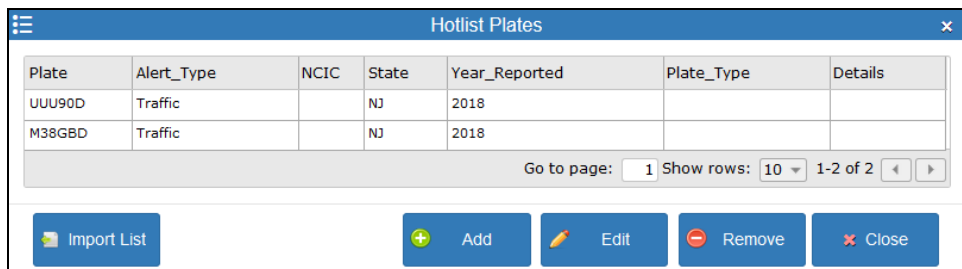 Hotlist Plates
Plate Alert_Type NCIC State Year_Reported Plate_Type Details
UUU90D Traffic NJ 2018
M38GBD Traffic NJ 2018
Go to page: 1 Show rows: 10 1-2 of 2
Import List Add Edit Remove Close